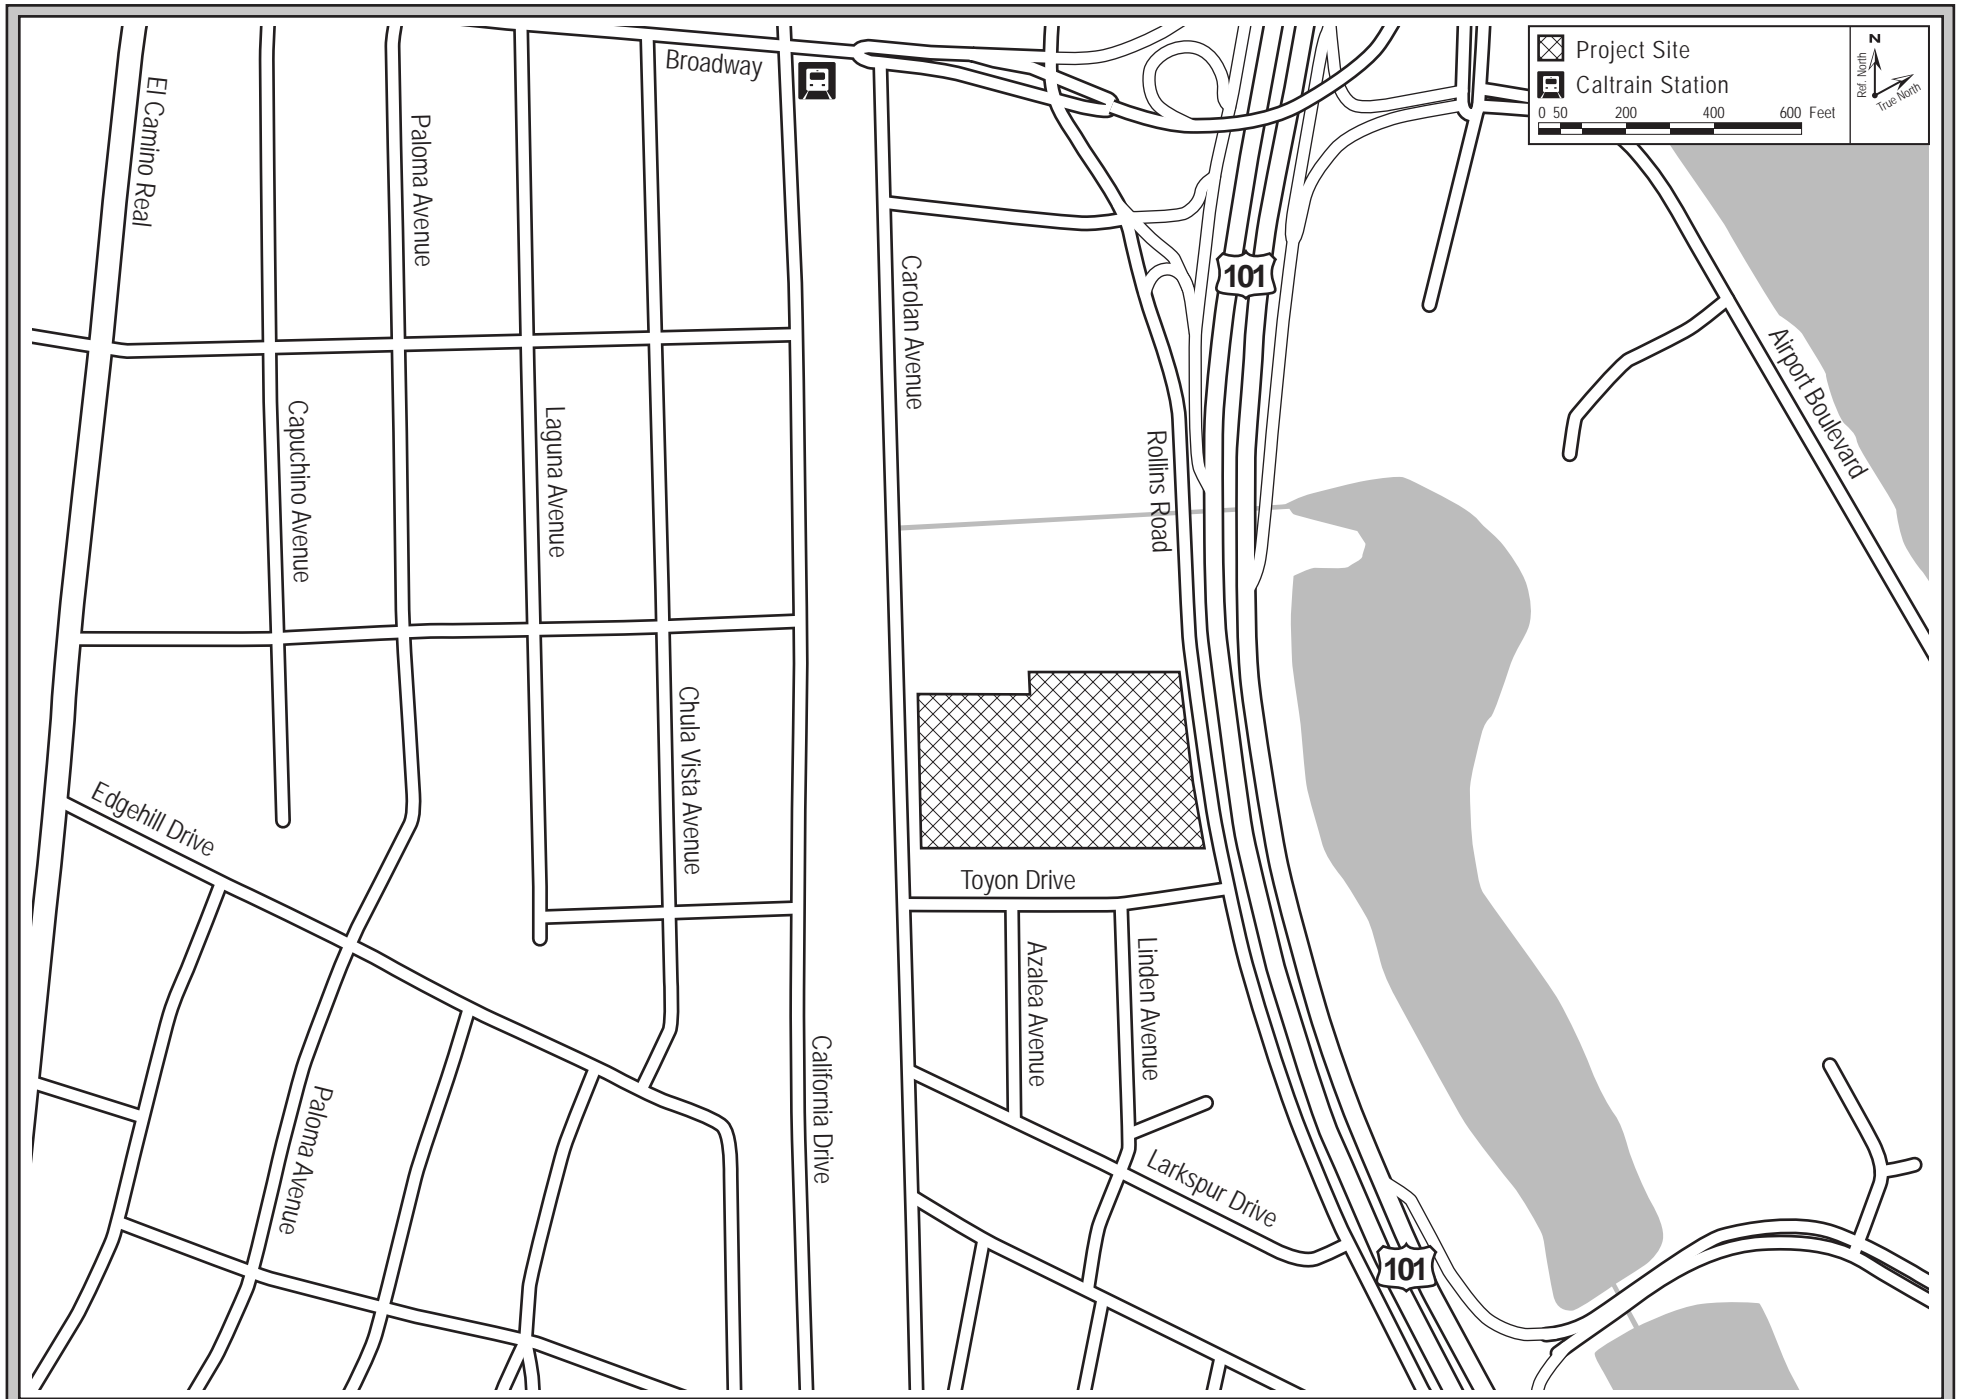 Project Site
Caltrain Station
0 50 200 400 600 Feet
N
Ref. North
True North
Broadway
El Camino Real
Paloma Avenue
Carolan Avenue
101
Airport Boulevard
Capuchino Avenue
Laguna Avenue
Rollins Road
Chula Vista Avenue
Edgehill Drive
Toyon Drive
Azalea Avenue
Linden Avenue
California Drive
Paloma Avenue
Larkspur Drive
101